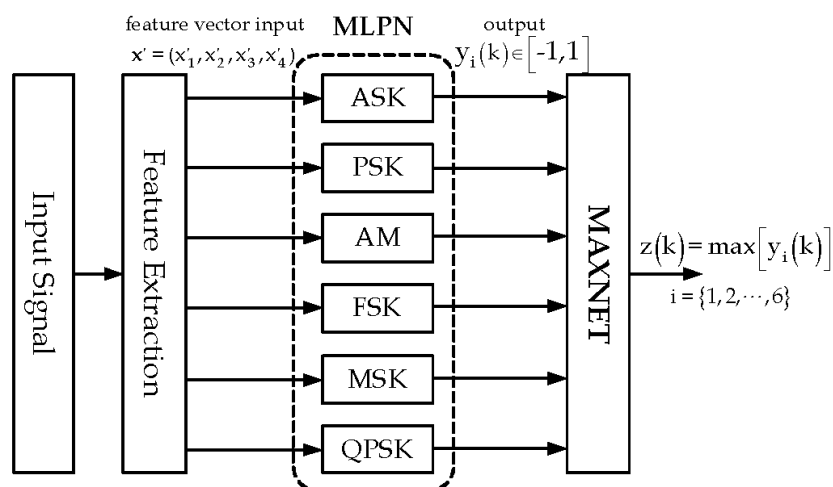 feature vector input
x' = (x'1, x'2, x'3, x'4)
MLPN
output
yi(k)∈[-1,1]
Input Signal
Feature Extraction
ASK
PSK
AM
FSK
MSK
QPSK
MAXNET
z(k)=max[yi(k)]
i = {1, 2, ⋯, 6}